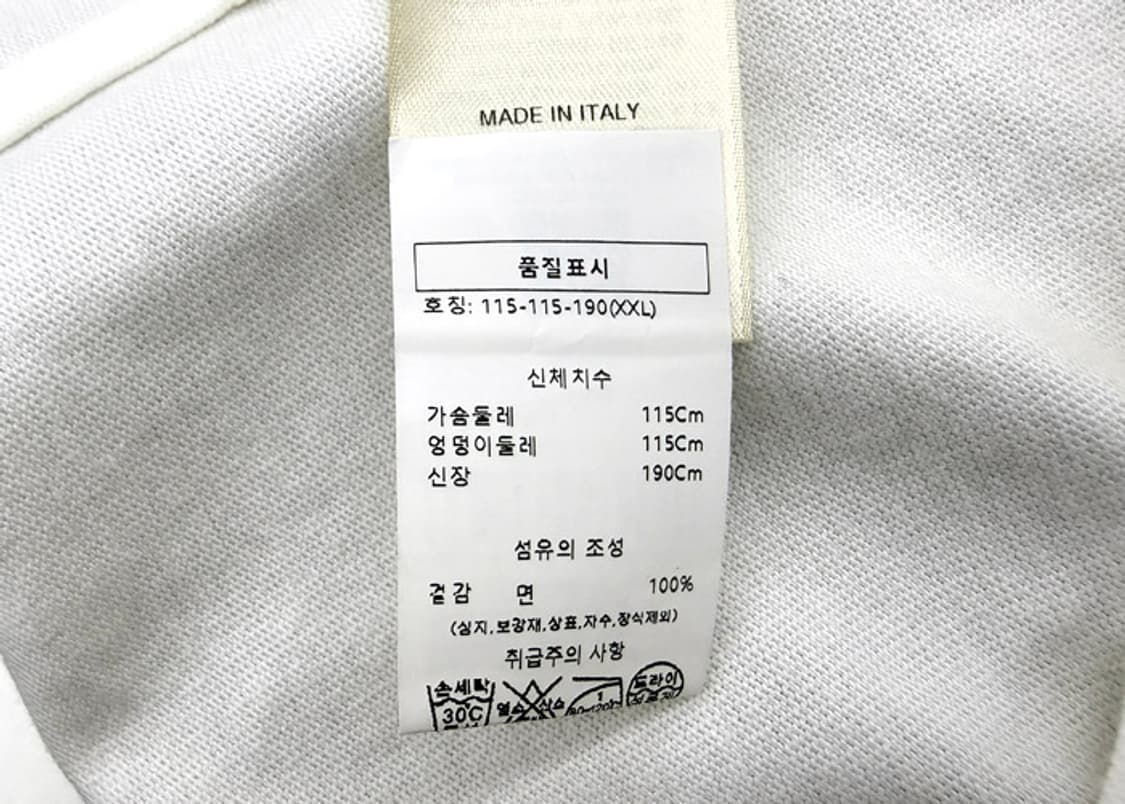 MADE IN ITALY
품질표시
호칭: 115-115-190(XXL)
신체치수
가슴둘레 115Cm
엉덩이둘레 115Cm
신장 190Cm
섬유의 조성
겉감 면 100%
(심지,보강재,상표,자수,장식제외)
취급주의 사항
손세탁 드라이
30℃